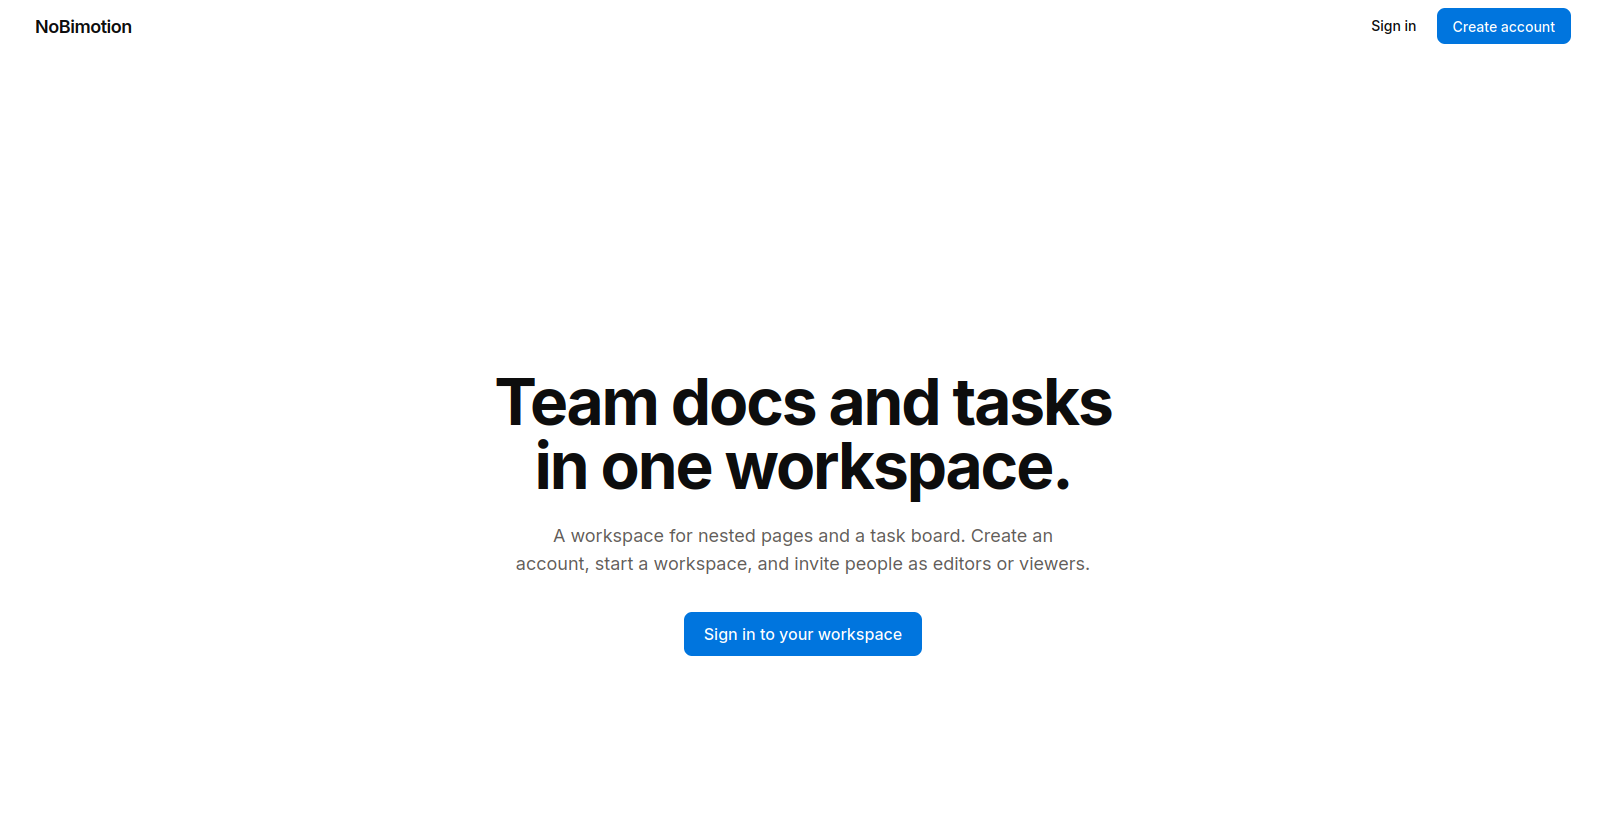 NoBimotion
Sign in
Create account
Team docs and tasks
in one workspace.
A workspace for nested pages and a task board. Create an
account, start a workspace, and invite people as editors or viewers.
Sign in to your workspace